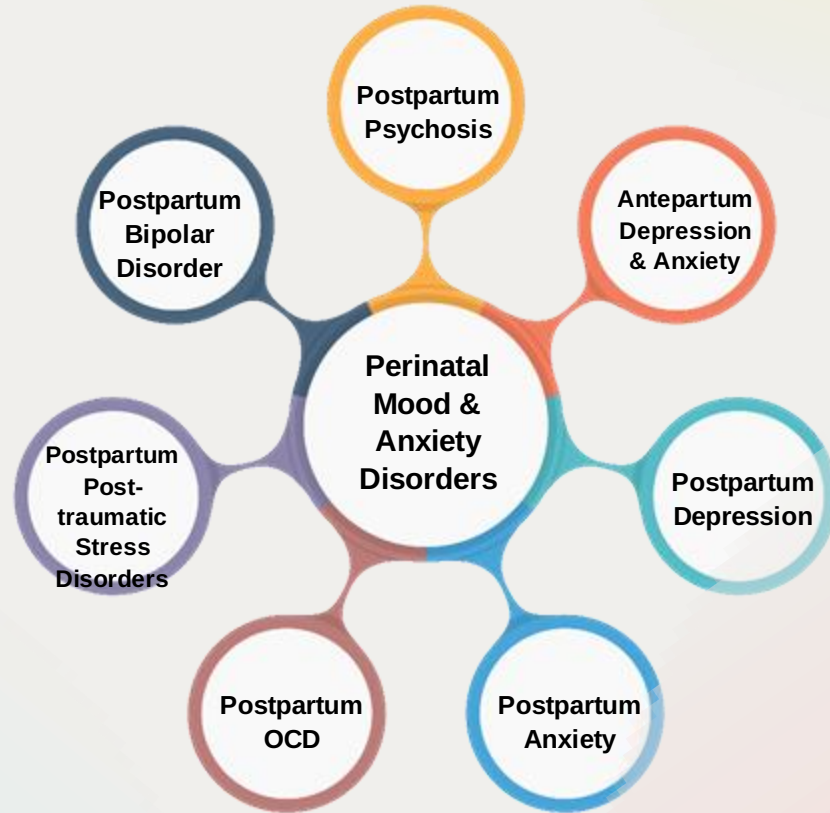 Postpartum
Psychosis
Antepartum
Depression
& Anxiety
Postpartum
Bipolar
Disorder
Perinatal
Mood &
Anxiety
Disorders
Postpartum
Post-
traumatic
Stress
Disorders
Postpartum
Depression
Postpartum
OCD
Postpartum
Anxiety